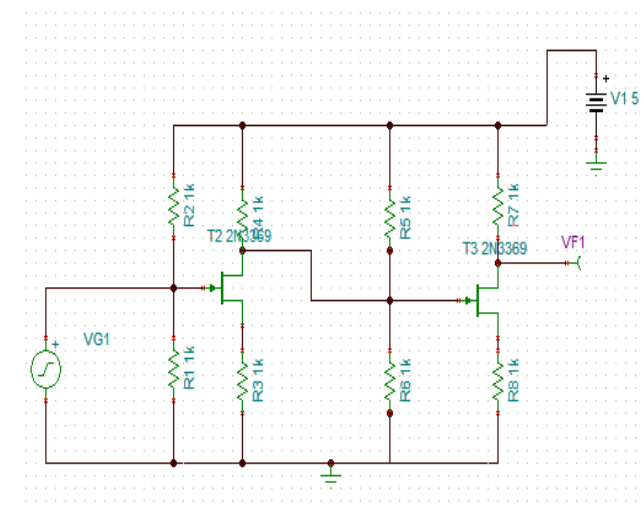 V1 5
R2 1k
R4 1k
R5 1k
R7 1k
T2 2N3369
T3 2N3369
VF1
VG1
R1 1k
R3 1k
R6 1k
R8 1k